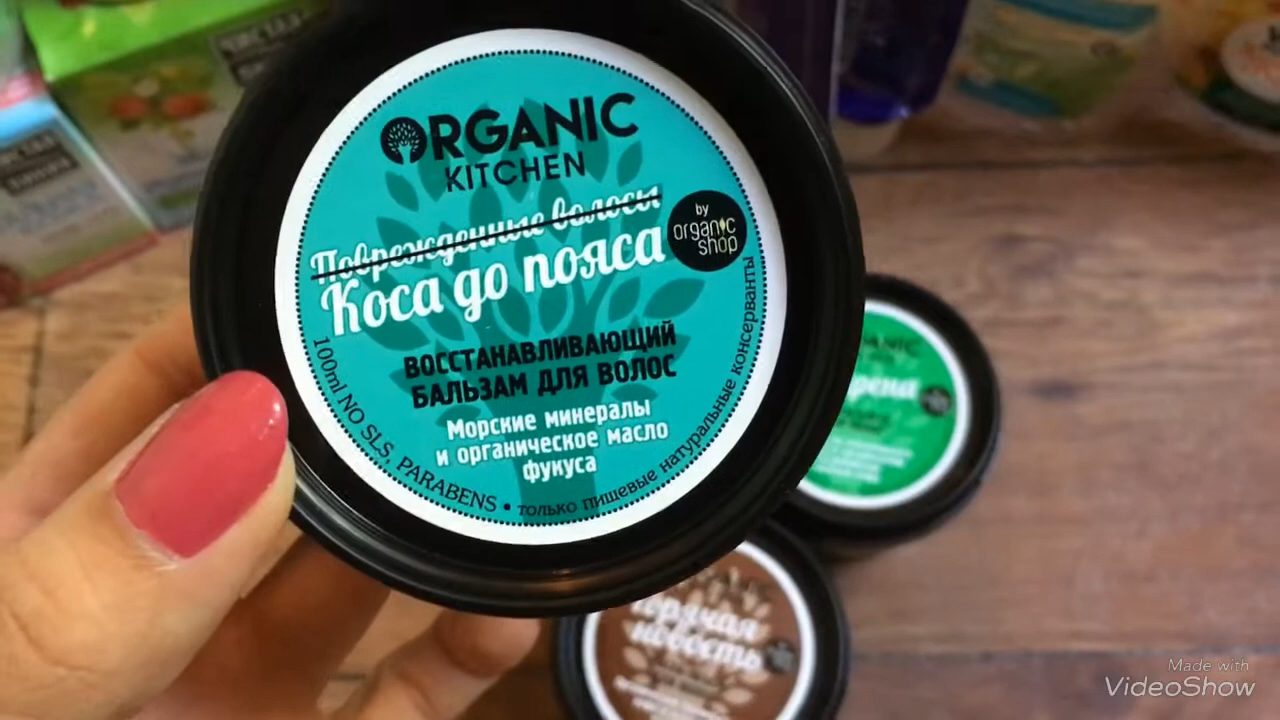 ORGANIC
KITCHEN
Поврежденные волосы
Коса до пояса
by
organic
shop
ВОССТАНАВЛИВАЮЩИЙ
БАЛЬЗАМ ДЛЯ ВОЛОС
Морские минералы
и органическое масло
фукуса
100ml NO SLS, PARABENS • только пищевые натуральные консерванты
Горячая
новость
Made with
VideoShow